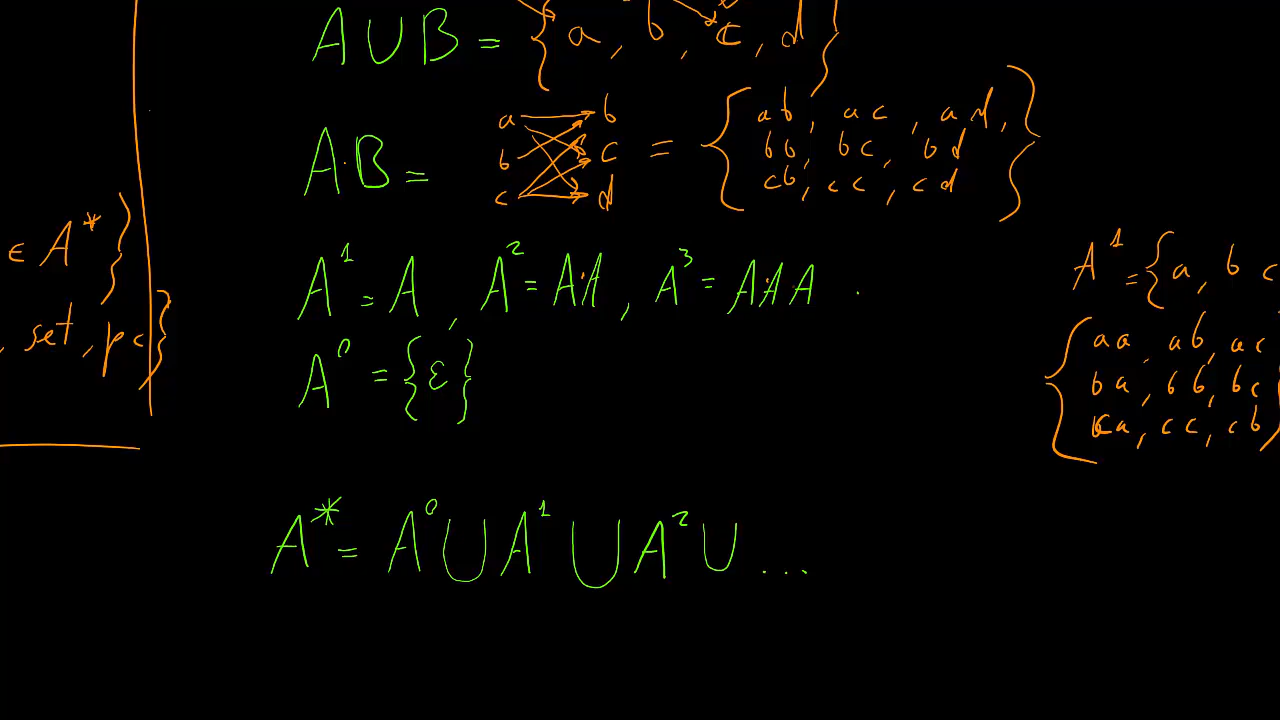 A ∪ B = { a, b, c, d }
A·B = a b c b c d = { ab, ac, ad,
bb, bc, bd
cb, cc, cd }
∈ A* }
, set, pc }
A¹ = A, A² = A·A, A³ = A·A·A .
A⁰ = {ε}
A¹ = { a, b c
{ aa, ab, ac
ba, bb, bc
ca, cc, cb }
A* = A⁰ ∪ A¹ ∪ A² ∪ ...